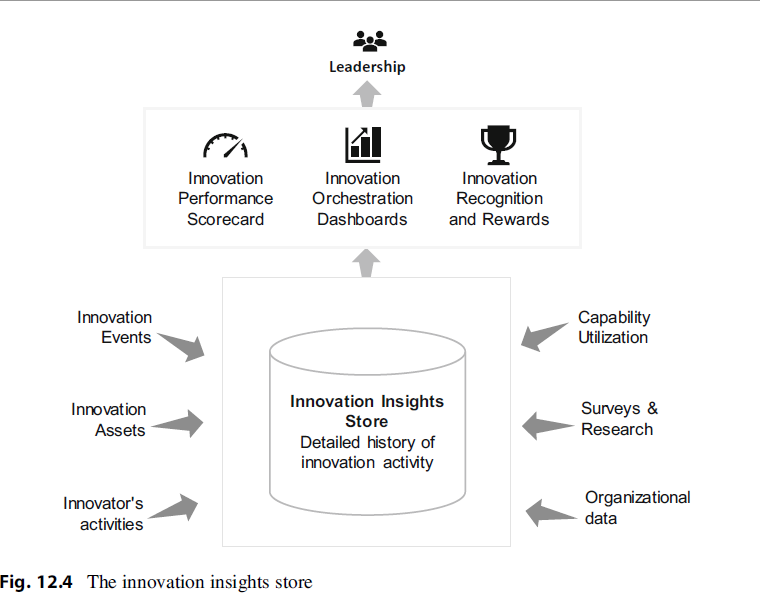 Leadership
Innovation
Performance
Scorecard
Innovation
Orchestration
Dashboards
Innovation
Recognition
and Rewards
Innovation
Events
Innovation
Assets
Innovator's
activities
Innovation Insights
Store
Detailed history of
innovation activity
Capability
Utilization
Surveys &
Research
Organizational
data
Fig. 12.4 The innovation insights store